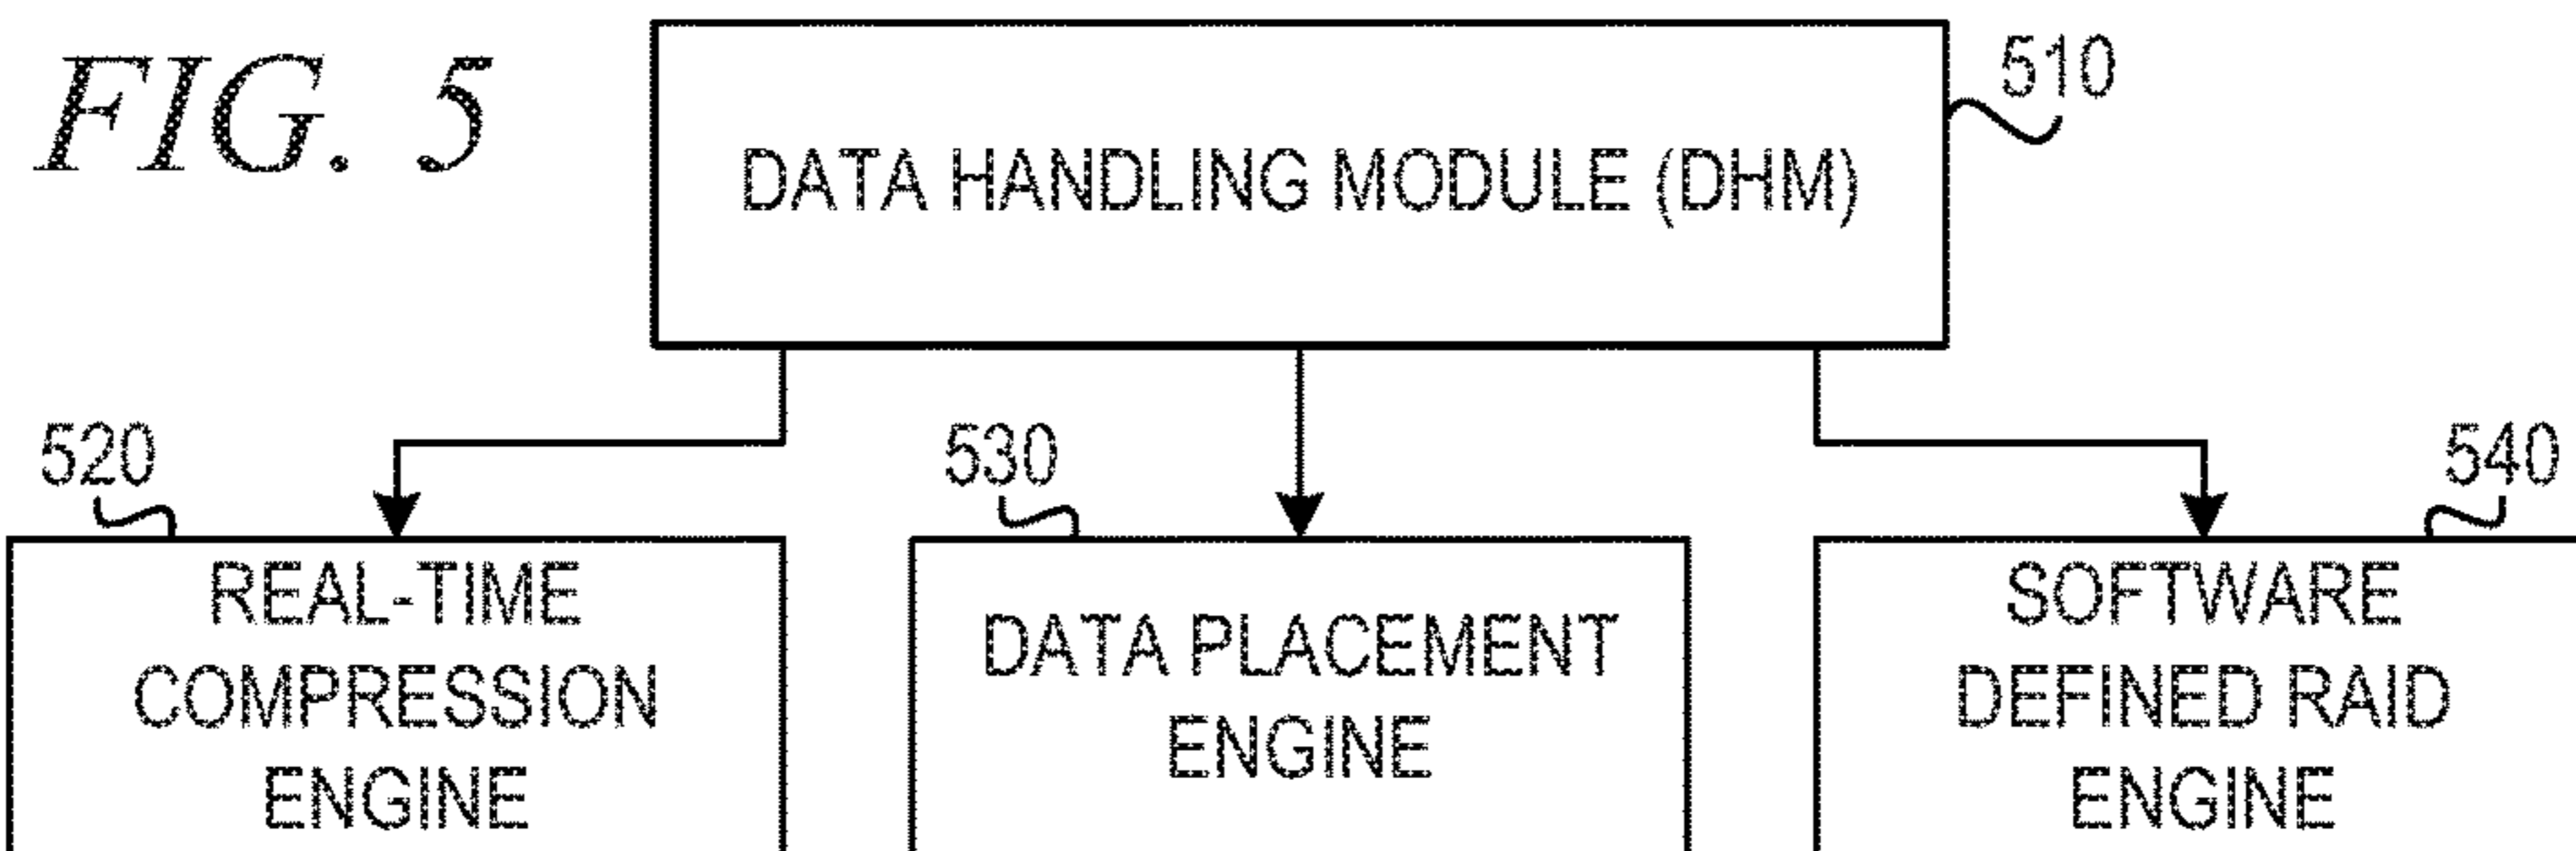 FIG. 5
510
DATA HANDLING MODULE (DHM)
520
530
540
REAL-TIME
COMPRESSION
ENGINE
DATA PLACEMENT
ENGINE
SOFTWARE
DEFINED RAID
ENGINE